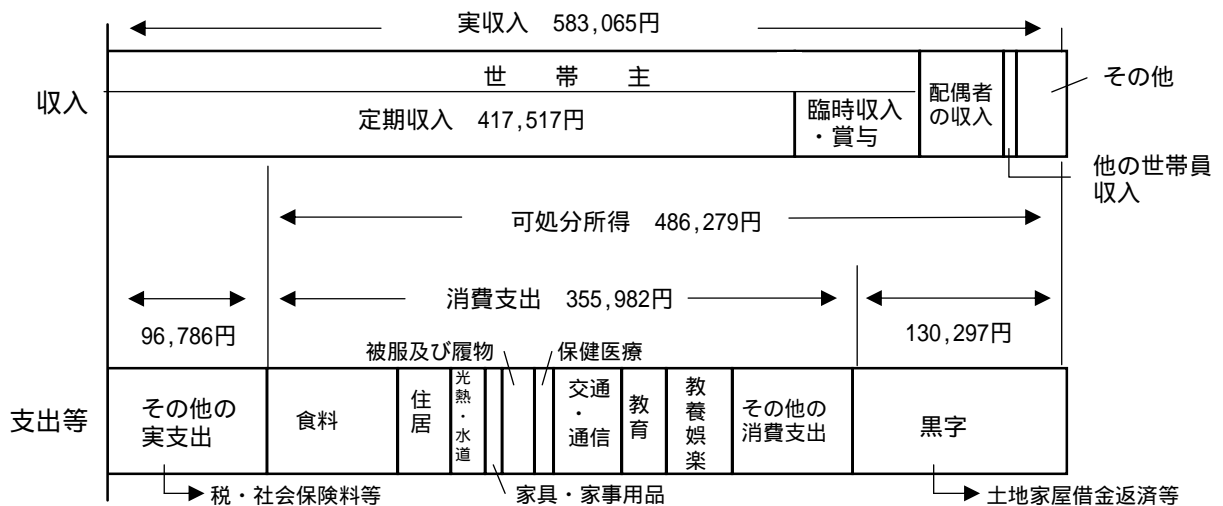 実収入 583,065円
収入
世帯主
定期収入 417,517円
臨時収入
・賞与
配偶者
の収入
その他
他の世帯員
収入
可処分所得 486,279円
消費支出 355,982円
96,786円
130,297円
被服及び履物
保健医療
支出等
その他の
実支出
食料
住居
光熱・水道
交通
・
通信
教育
教養娯楽
その他の
消費支出
黒字
税・社会保険料等
家具・家事用品
土地家屋借金返済等